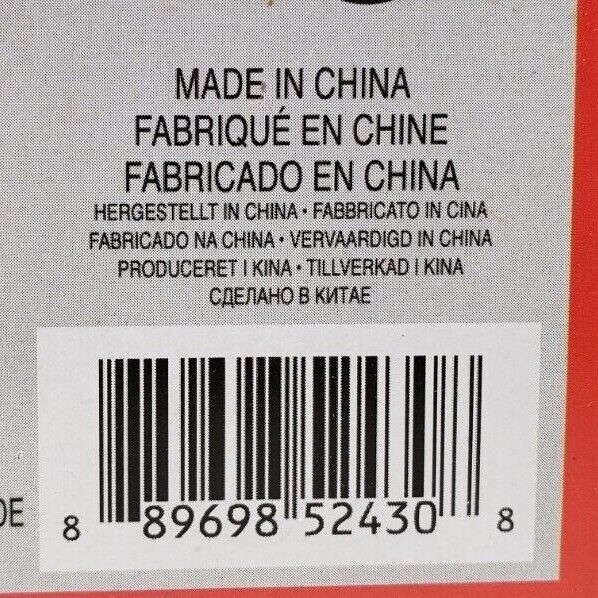 MADE IN CHINA
FABRIQUÉ EN CHINE
FABRICADO EN CHINA
HERGESTELLT IN CHINA • FABBRICATO IN CINA
FABRICADO NA CHINA • VERVAARDIGD IN CHINA
PRODUCERET I KINA • TILLVERKAD I KINA
СДЕЛАНО В КИТАЕ
DE
8 89698 52430 8